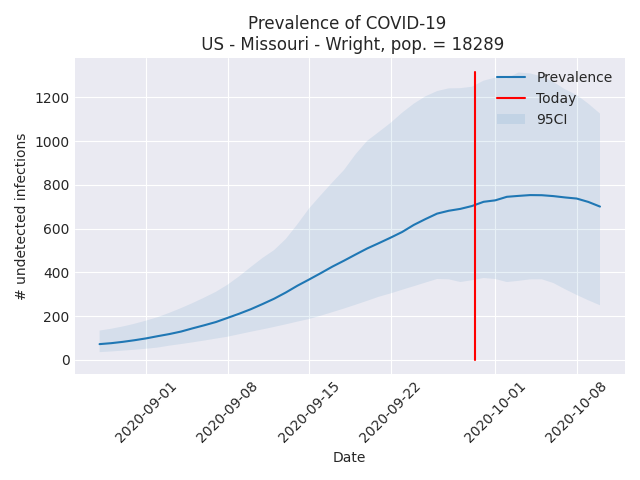 Prevalence of COVID-19
US - Missouri - Wright, pop. = 18289
Prevalence
Today
95CI
# undetected infections
1200
1000
800
600
400
200
0
2020-09-01
2020-09-08
2020-09-15
2020-09-22
2020-10-01
2020-10-08
Date